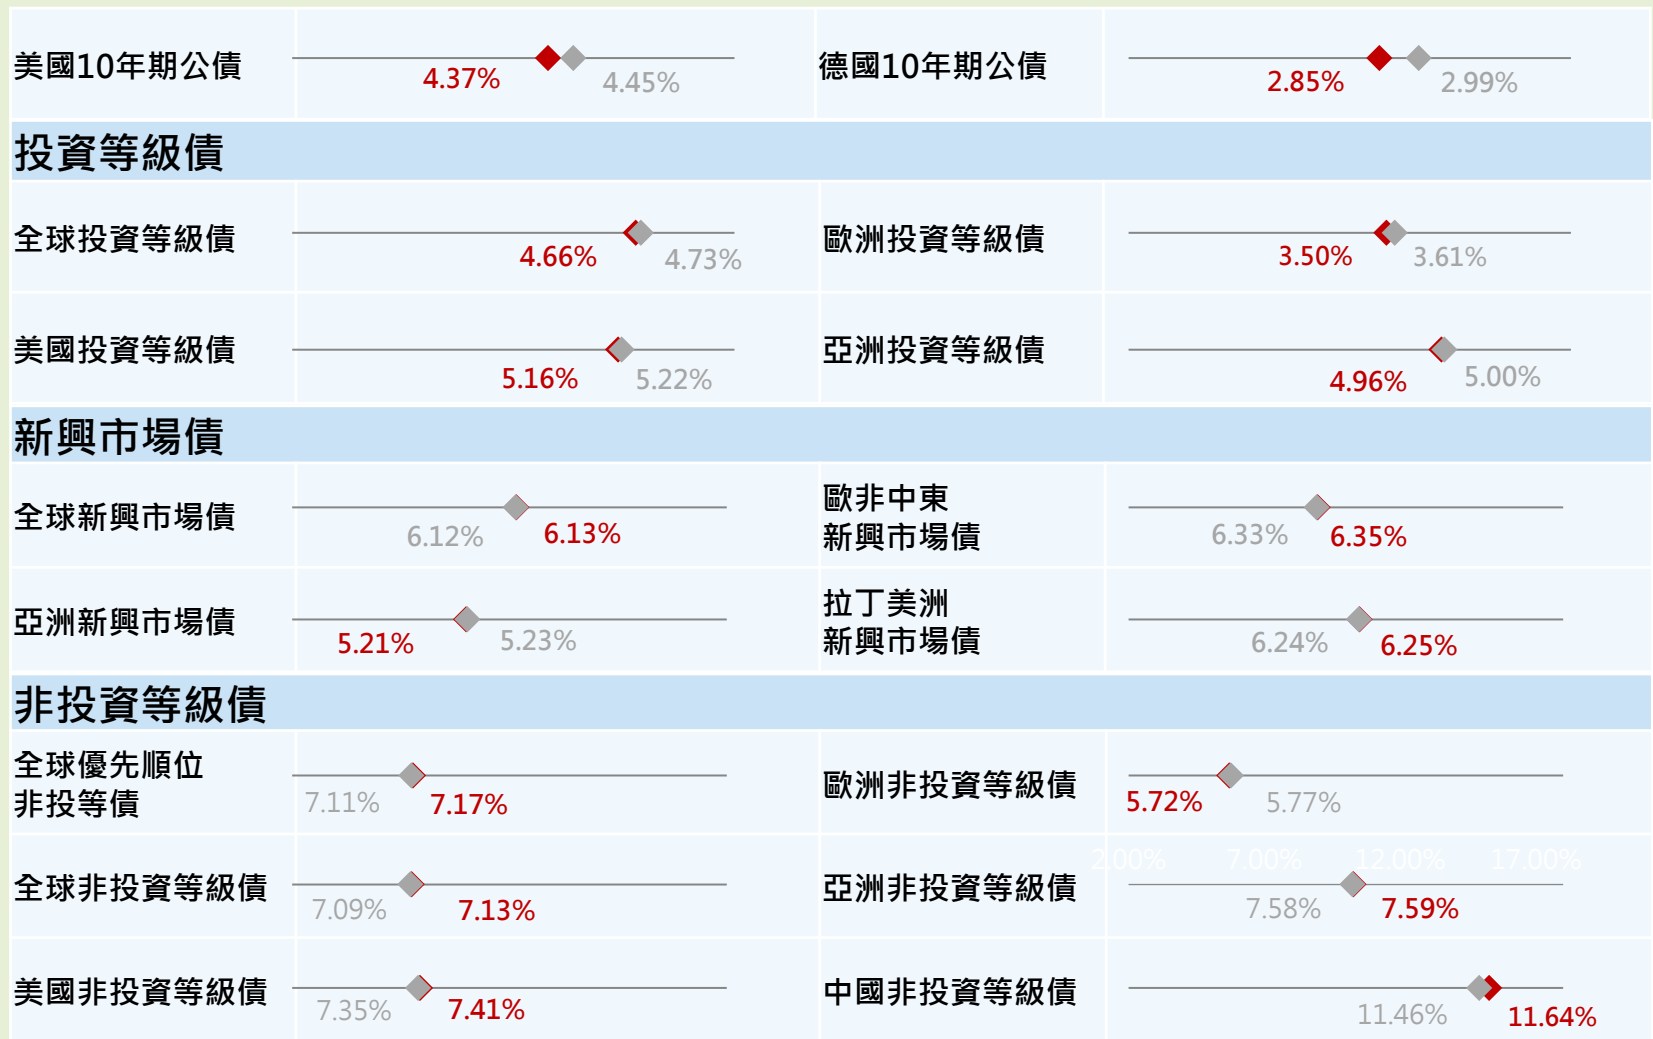 美國10年期公債
4.37%
4.45%
德國10年期公債
2.85%
2.99%
投資等級債
全球投資等級債
4.66%
4.73%
歐洲投資等級債
3.50%
3.61%
美國投資等級債
5.16%
5.22%
亞洲投資等級債
4.96%
5.00%
新興市場債
全球新興市場債
6.12%
6.13%
歐非中東
新興市場債
6.33%
6.35%
亞洲新興市場債
5.21%
5.23%
拉丁美洲
新興市場債
6.24%
6.25%
非投資等級債
全球優先順位
非投等債
7.11%
7.17%
歐洲非投資等級債
5.72%
5.77%
全球非投資等級債
7.09%
7.13%
亞洲非投資等級債
2.00% 7.00% 12.00% 17.00%
7.58%
7.59%
美國非投資等級債
7.35%
7.41%
中國非投資等級債
11.46%
11.64%